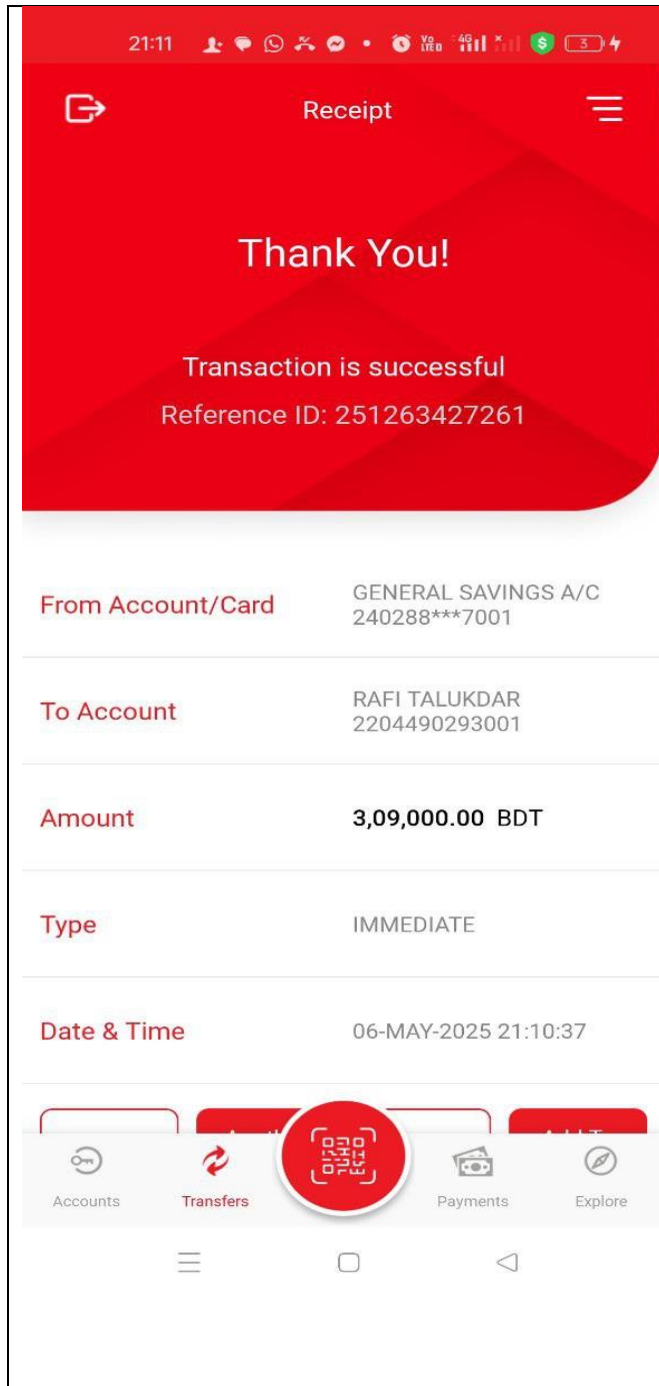 21:11
4G
3
Receipt
Thank You!
Transaction is successful
Reference ID: 251263427261
From Account/Card
GENERAL SAVINGS A/C
240288***7001
To Account
RAFI TALUKDAR
2204490293001
Amount
3,09,000.00 BDT
Type
IMMEDIATE
Date & Time
06-MAY-2025 21:10:37
Accounts
Transfers
Payments
Explore